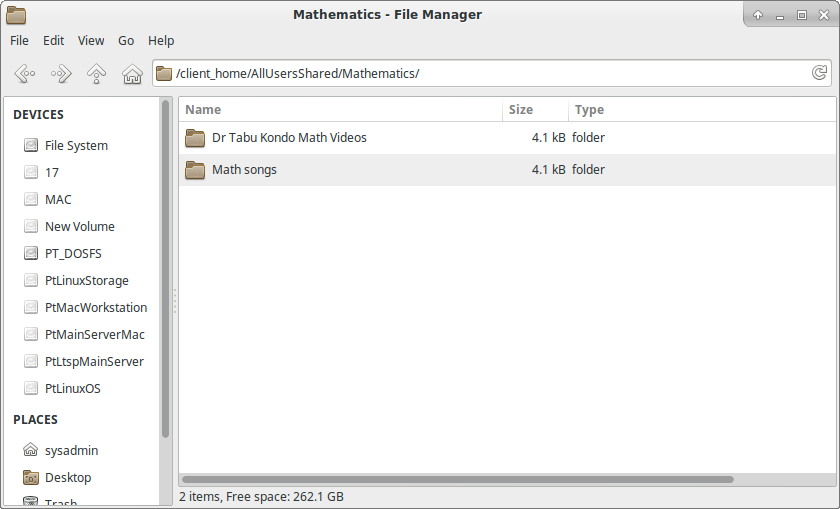 Mathematics - File Manager
File Edit View Go Help
/client_home/AllUsersShared/Mathematics/
DEVICES
File System
17
MAC
New Volume
PT_DOSFS
PtLinuxStorage
PtMacWorkstation
PtMainServerMac
PtLtspMainServer
PtLinuxOS
PLACES
sysadmin
Desktop
Trash
Name Size Type
Dr Tabu Kondo Math Videos 4.1 kB folder
Math songs 4.1 kB folder
2 items, Free space: 262.1 GB